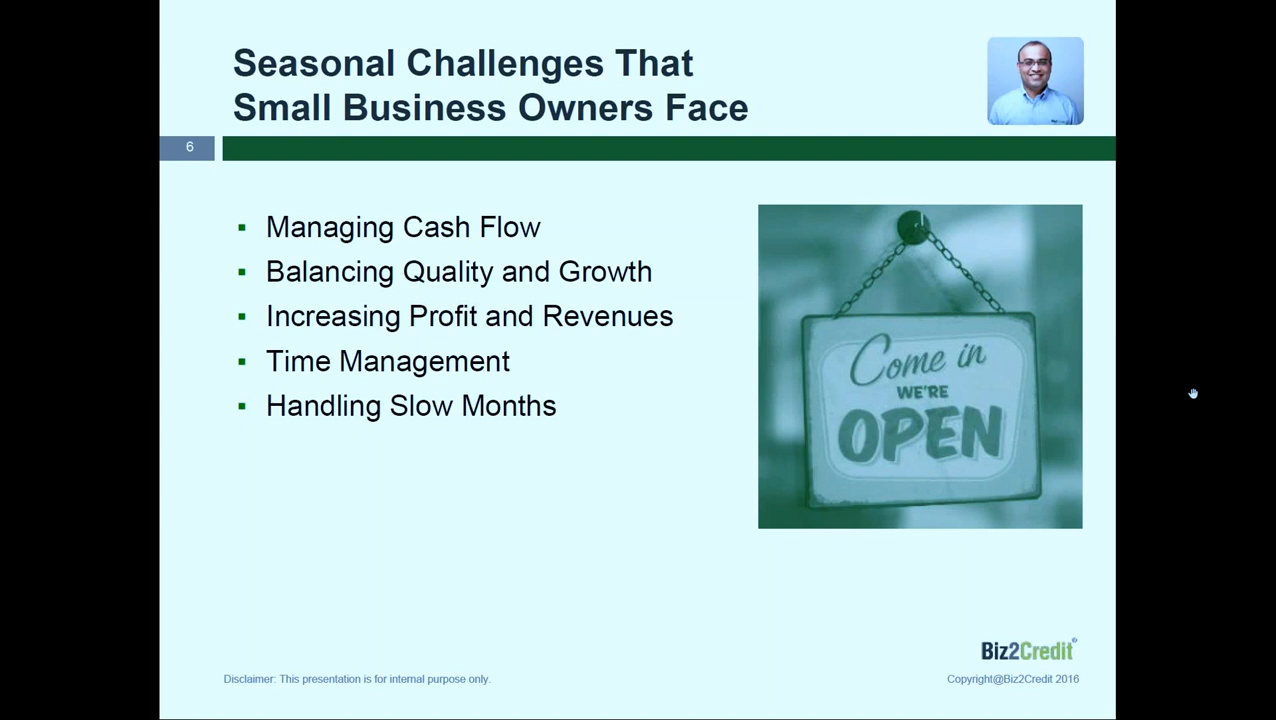 Seasonal Challenges That
Small Business Owners Face
6
▪ Managing Cash Flow
▪ Balancing Quality and Growth
▪ Increasing Profit and Revenues
▪ Time Management
▪ Handling Slow Months
Come in
WE'RE
OPEN
Biz2Credit
Disclaimer: This presentation is for internal purpose only.
Copyright@Biz2Credit 2016